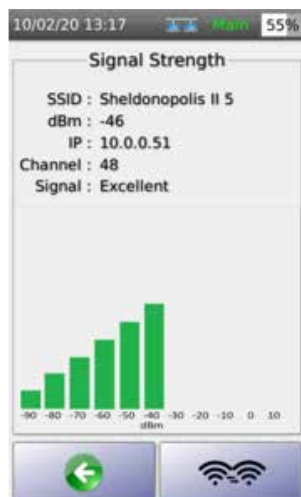 10/02/20 13:17 Main 55%
Signal Strength
SSID : Sheldonopolis II 5
dBm : -46
IP : 10.0.0.51
Channel : 48
Signal : Excellent
-90 -80 -70 -60 -50 -40 -30 -20 -10 0 10
dBm